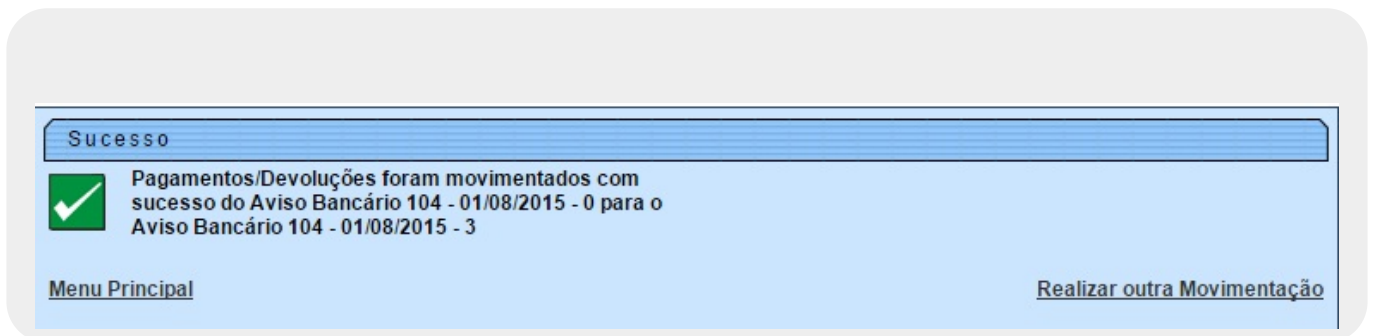 Sucesso
Pagamentos/Devoluções foram movimentados com
sucesso do Aviso Bancário 104 - 01/08/2015 - 0 para o
Aviso Bancário 104 - 01/08/2015 - 3
Menu Principal
Realizar outra Movimentação